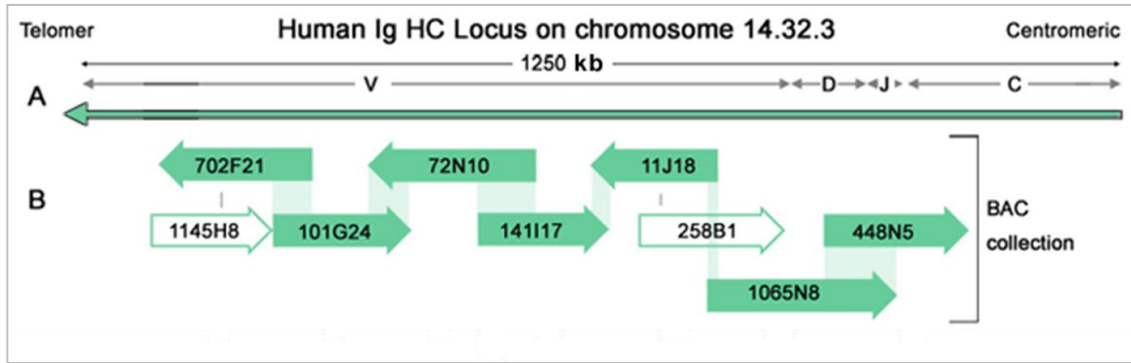 Telomer
Human Ig HC Locus on chromosome 14.32.3
Centromeric
1250 kb
V
D
J
C
A
702F21
72N10
11J18
B
1145H8
101G24
141I17
258B1
448N5
1065N8
BAC
collection